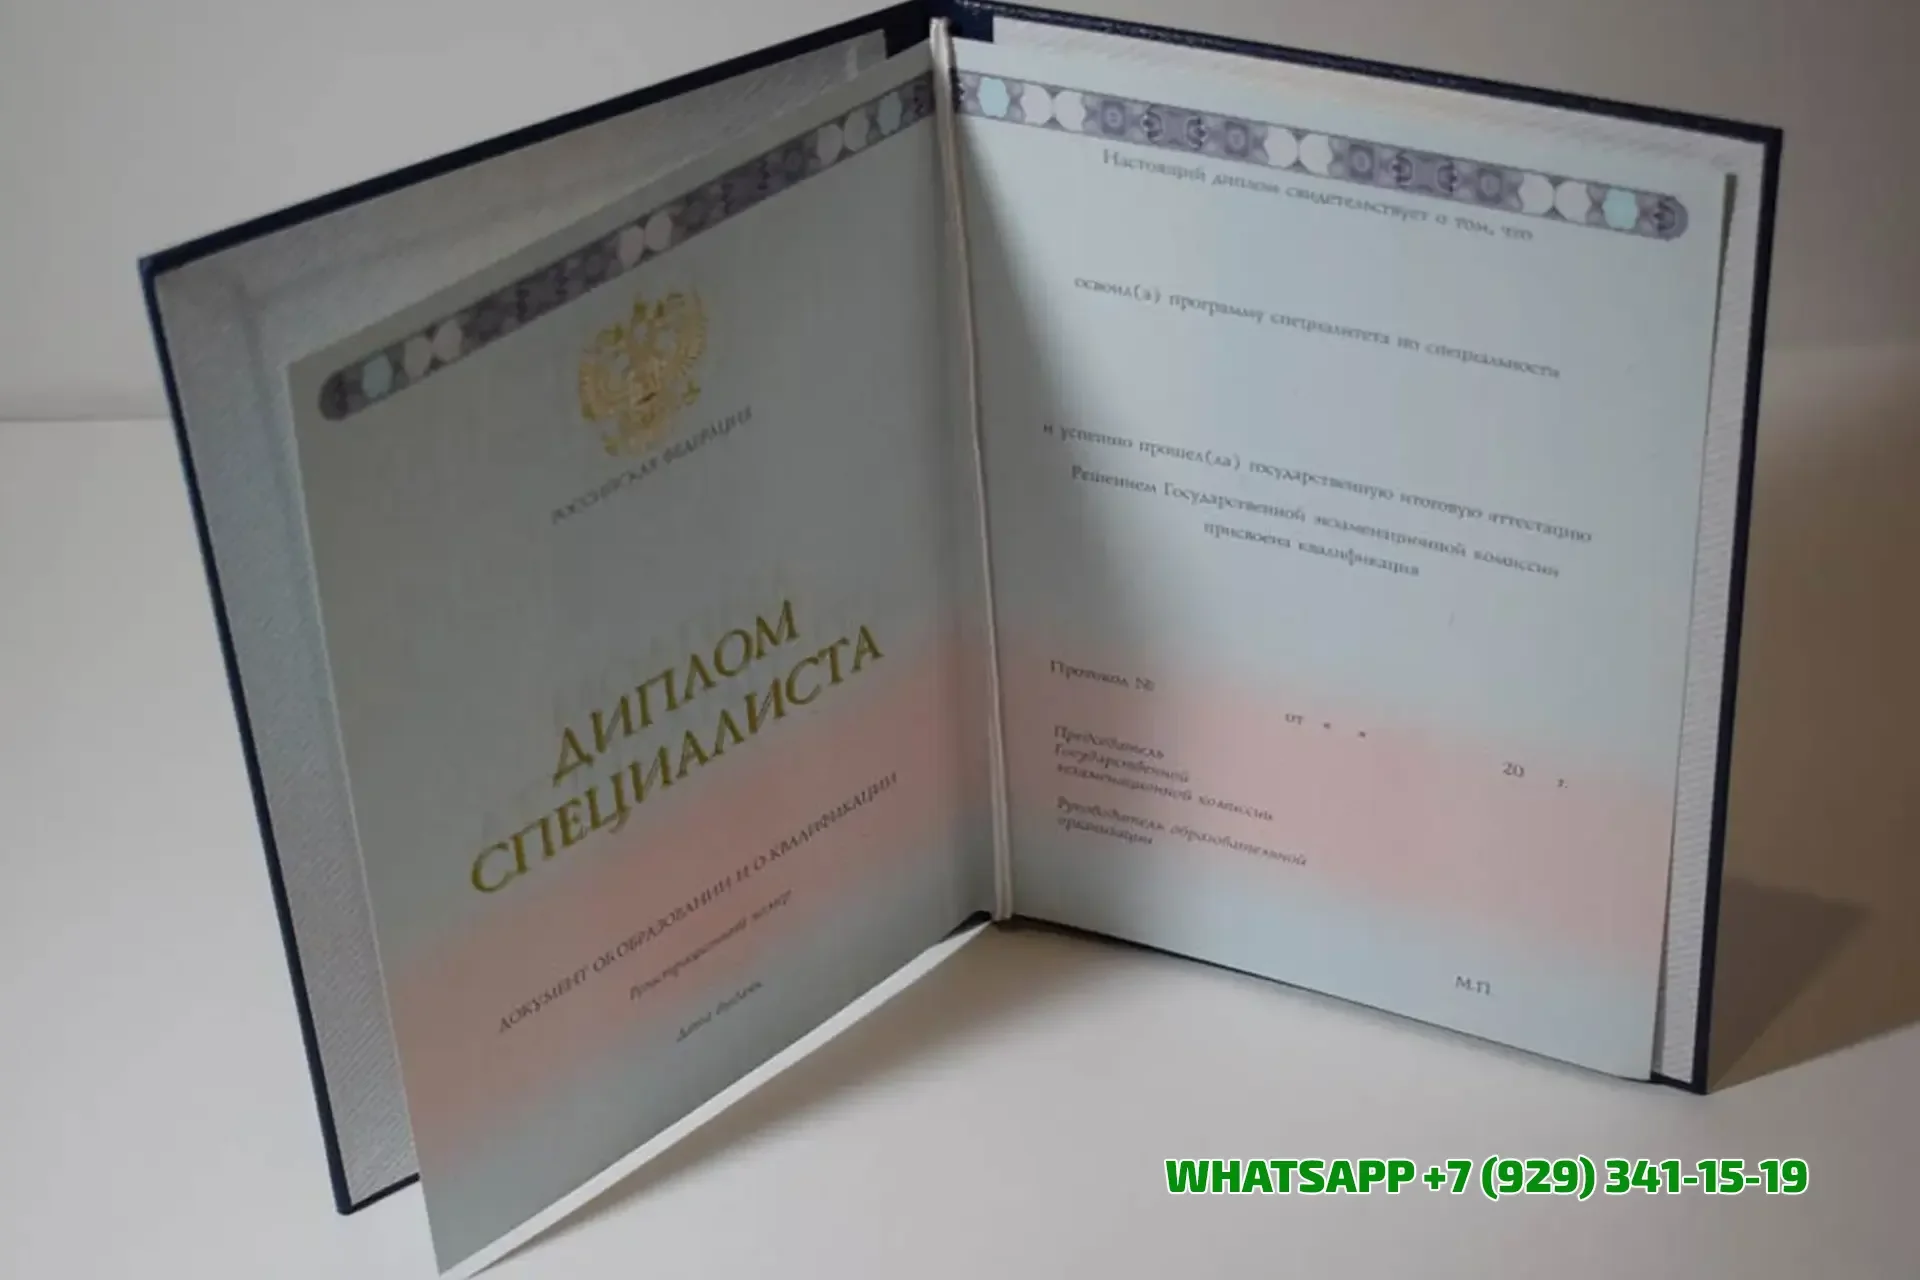 РОССИЙСКАЯ ФЕДЕРАЦИЯ
ДИПЛОМ
СПЕЦИАЛИСТА
ДОКУМЕНТ ОБ ОБРАЗОВАНИИ И О КВАЛИФИКАЦИИ
Регистрационный номер
Дата выдачи
Настоящий диплом свидетельствует о том, что
освоил(а) программу специалитета по специальности
и успешно прошел(ла) государственную итоговую аттестацию
Решением Государственной экзаменационной комиссии
присвоена квалификация
Протокол №
от « »
20 г.
Председатель
Государственной
экзаменационной комиссии
Руководитель образовательной
организации
М.П.
WHATSAPP +7 (929) 341-15-19